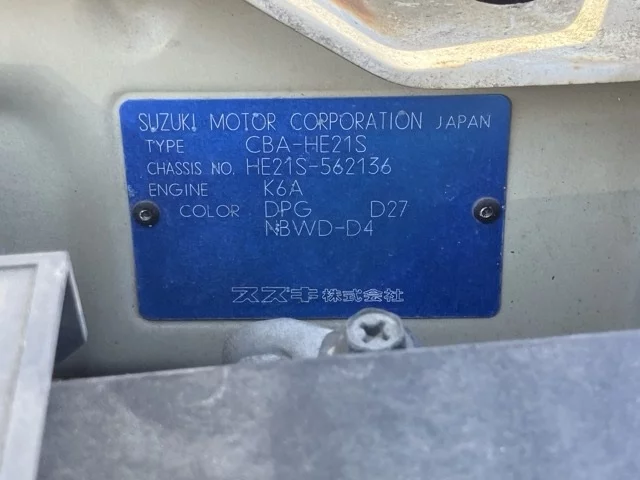 SUZUKI MOTOR CORPORATION JAPAN
TYPE CBA-HE21S
CHASSIS NO. HE21S-562136
ENGINE K6A
COLOR DPG D27
NBWD-D4
スズキ株式会社